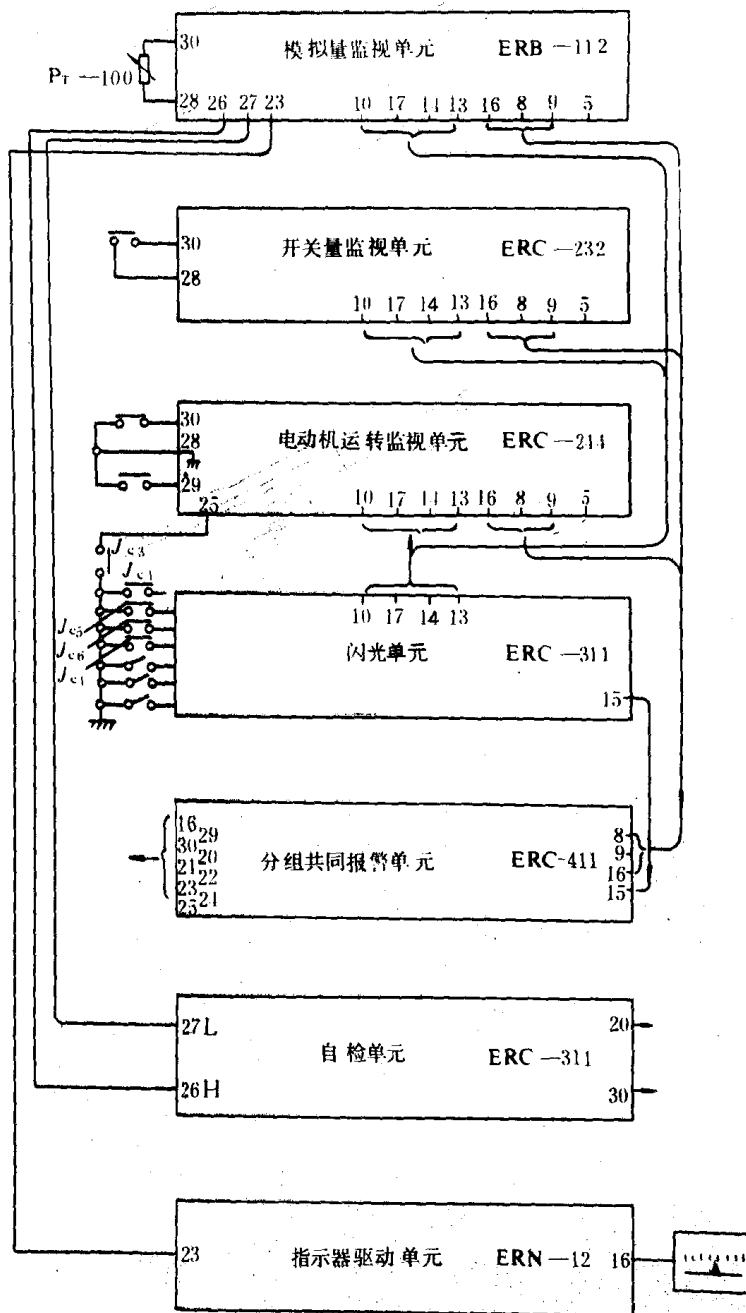 30 模拟量监视单元 ERB—112
PT—100
28 26 27 23 10 17 14 13 16 8 9 5
30 开关量监视单元 ERC—232
28
10 17 14 13 16 8 9 5
30
28 电动机运转监视单元 ERC—244
29
25 10 17 14 13 16 8 9 5
Jc3
Jc1
10 17 14 13
Jc5
Jc6 闪光单元 ERC—311
Jc4
15
16 29 8
30 20 9
21 22 分组共同报警单元 ERC-411 16
23 24 15
25
27L 20
自检单元 ERC—311
26H 30
23 指示器驱动单元 ERN—12 16